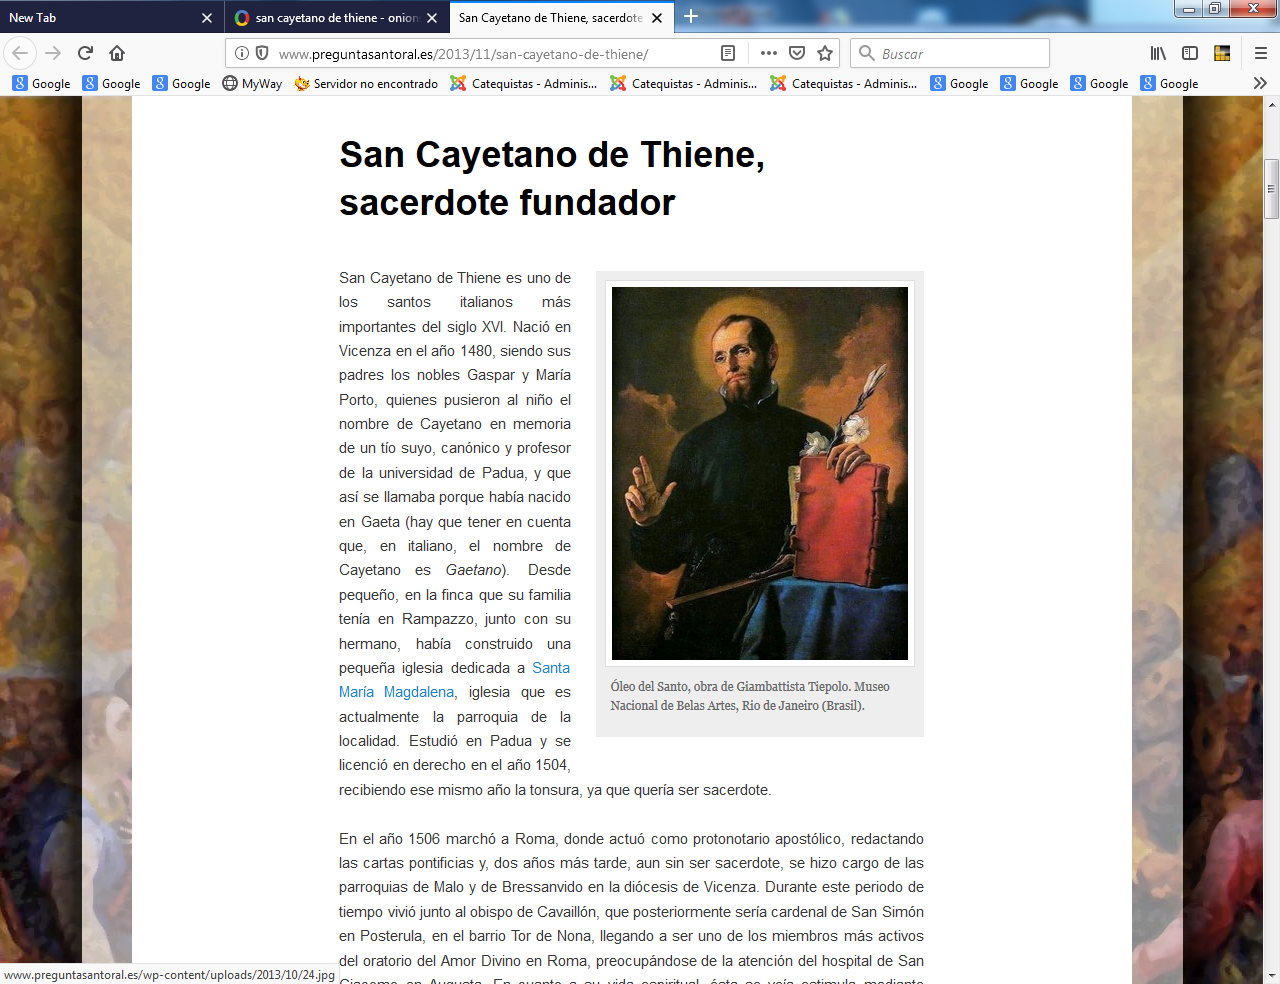 New Tab
san cayetano de thiene - onion
San Cayetano de Thiene, sacerdote
www.preguntasantoral.es/2013/11/san-cayetano-de-thiene/
Buscar
Google
Google
Google
MyWay
Servidor no encontrado
Catequistas - Adminis...
Catequistas - Adminis...
Catequistas - Adminis...
Google
Google
Google
Google
San Cayetano de Thiene,
sacerdote fundador
San Cayetano de Thiene es uno de
los santos italianos más
importantes del siglo XVI. Nació en
Vicenza en el año 1480, siendo sus
padres los nobles Gaspar y María
Porto, quienes pusieron al niño el
nombre de Cayetano en memoria
de un tío suyo, canónico y profesor
de la universidad de Padua, y que
así se llamaba porque había nacido
en Gaeta (hay que tener en cuenta
que, en italiano, el nombre de
Cayetano es Gaetano). Desde
pequeño, en la finca que su familia
tenía en Rampazzo, junto con su
hermano, había construido una
pequeña iglesia dedicada a Santa
María Magdalena, iglesia que es
actualmente la parroquia de la
localidad. Estudió en Padua y se
licenció en derecho en el año 1504,
recibiendo ese mismo año la tonsura, ya que quería ser sacerdote.
Óleo del Santo, obra de Giambattista Tiepolo. Museo
Nacional de Belas Artes, Rio de Janeiro (Brasil).
En el año 1506 marchó a Roma, donde actuó como protonotario apostólico, redactando
las cartas pontificias y, dos años más tarde, aun sin ser sacerdote, se hizo cargo de las
parroquias de Malo y de Bressanvido en la diócesis de Vicenza. Durante este periodo de
tiempo vivió junto al obispo de Cavaillón, que posteriormente sería cardenal de San Simón
en Posterula, en el barrio Tor de Nona, llegando a ser uno de los miembros más activos
del oratorio del Amor Divino en Roma, preocupándose de la atención del hospital de San
Giacomo en Augusta. En cuanto a su vida espiritual, ésta se veía estimula mediante
www.preguntasantoral.es/wp-content/uploads/2013/10/24.jpg